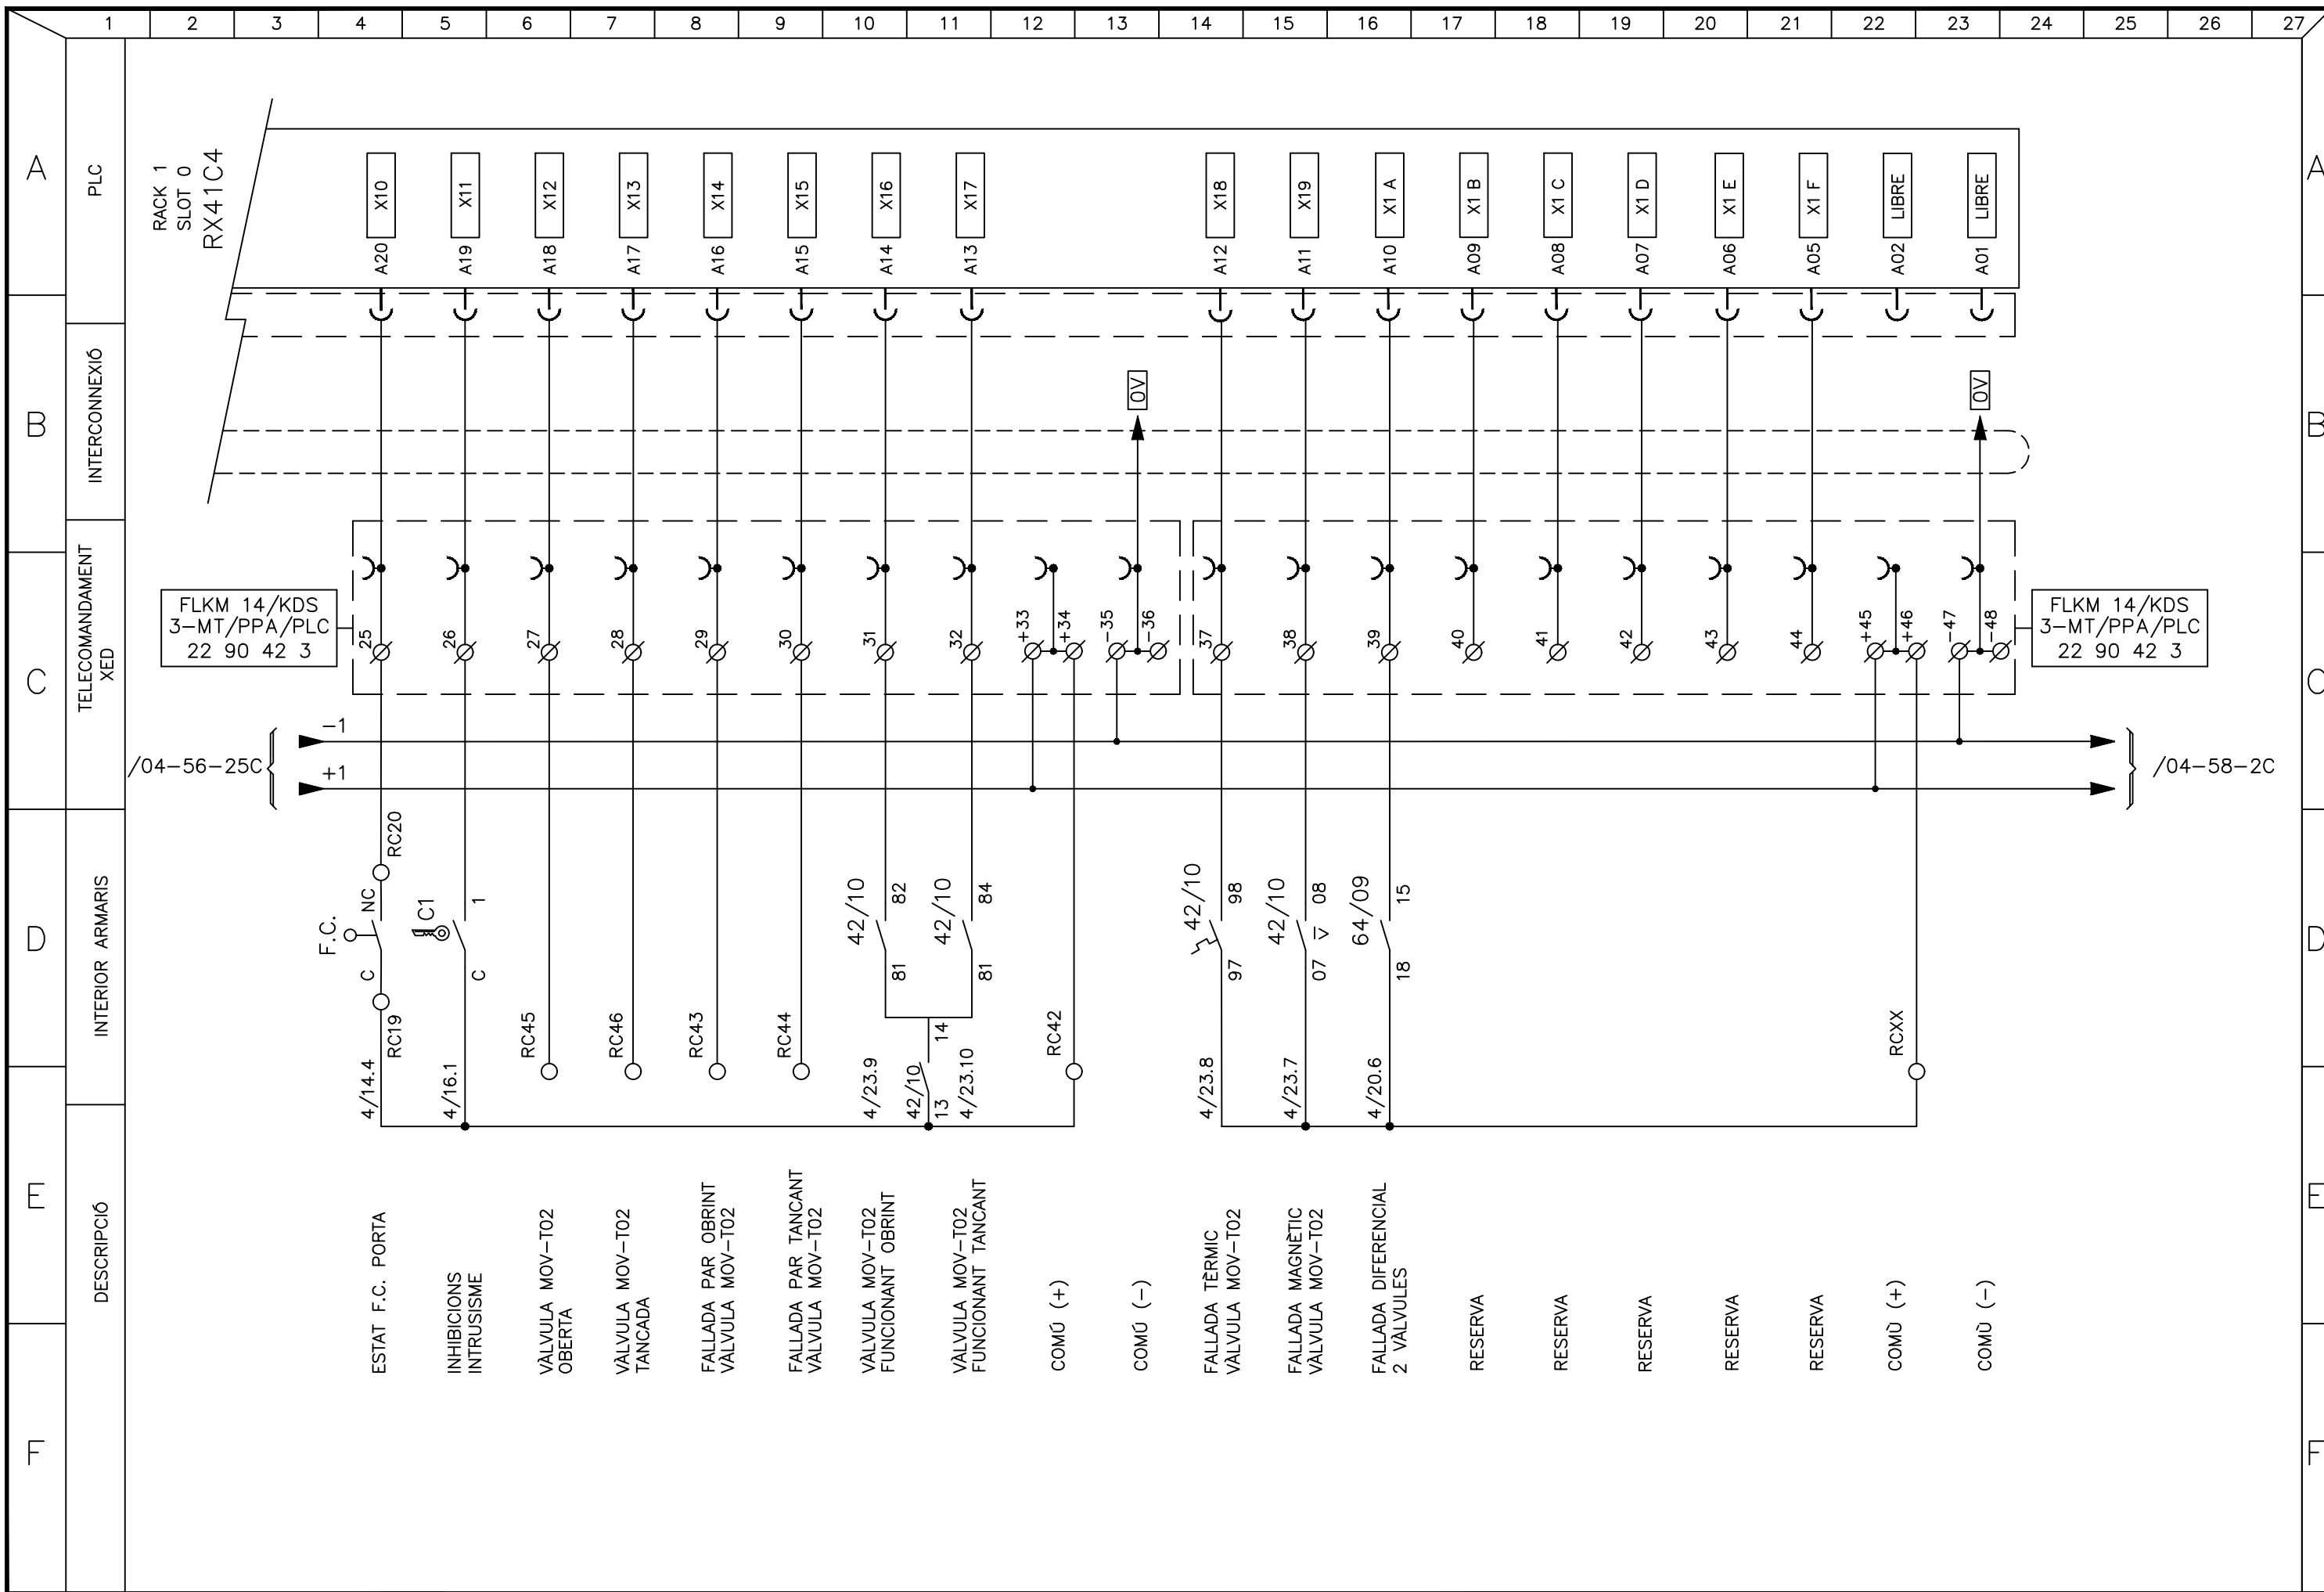 1 2 3 4 5 6 7 8 9 10 11 12 13 14 15 16 17 18 19 20 21 22 23 24 25 26 27
A
PLC
RACK 1
SLOT 0
RX41C4
X10
X11
X12
X13
X14
X15
X16
X17
X18
X19
X1 A
X1 B
X1 C
X1 D
X1 E
X1 F
LIBRE
LIBRE
A
A20
A19
A18
A17
A16
A15
A14
A13
A12
A11
A10
A09
A08
A07
A06
A05
A02
A01
B
INTERCONNEXIÓ
0V
0V
B
C
TELECOMANDAMENT
XED
FLKM 14/KDS
3-MT/PPA/PLC
22 90 42 3
25
26
27
28
29
30
31
32
+33
+34
-35
-36
37
38
39
40
41
42
43
44
+45
+46
-47
-48
FLKM 14/KDS
3-MT/PPA/PLC
22 90 42 3
C
/04-56-25C
-1
+1
/04-58-2C
D
INTERIOR ARMARIS
RC20
F.C.
NC
C
RC19
C1
1
C
RC45
RC46
RC43
RC44
42/10
82
81
42/10
84
81
14
RC42
42/10
98
97
42/10
08
07
64/09
15
18
RCXX
D
4/14.4
4/16.1
4/23.9
42/10
13
4/23.10
4/23.8
4/23.7
4/20.6
E
DESCRIPCIÓ
ESTAT F.C. PORTA
INHIBICIONS
INTRUSISME
VÀLVULA MOV-T02
OBERTA
VÀLVULA MOV-T02
TANCADA
FALLADA PAR OBRINT
VÀLVULA MOV-T02
FALLADA PAR TANCANT
VÀLVULA MOV-T02
VÀLVULA MOV-T02
FUNCIONANT OBRINT
VÀLVULA MOV-T02
FUNCIONANT TANCANT
COMÚ (+)
COMÚ (-)
FALLADA TÈRMIC
VÀLVULA MOV-T02
FALLADA MAGNÈTIC
VÀLVULA MOV-T02
FALLADA DIFERENCIAL
2 VÀLVULES
RESERVA
RESERVA
RESERVA
RESERVA
RESERVA
COMÙ (+)
COMÙ (-)
E
F
F